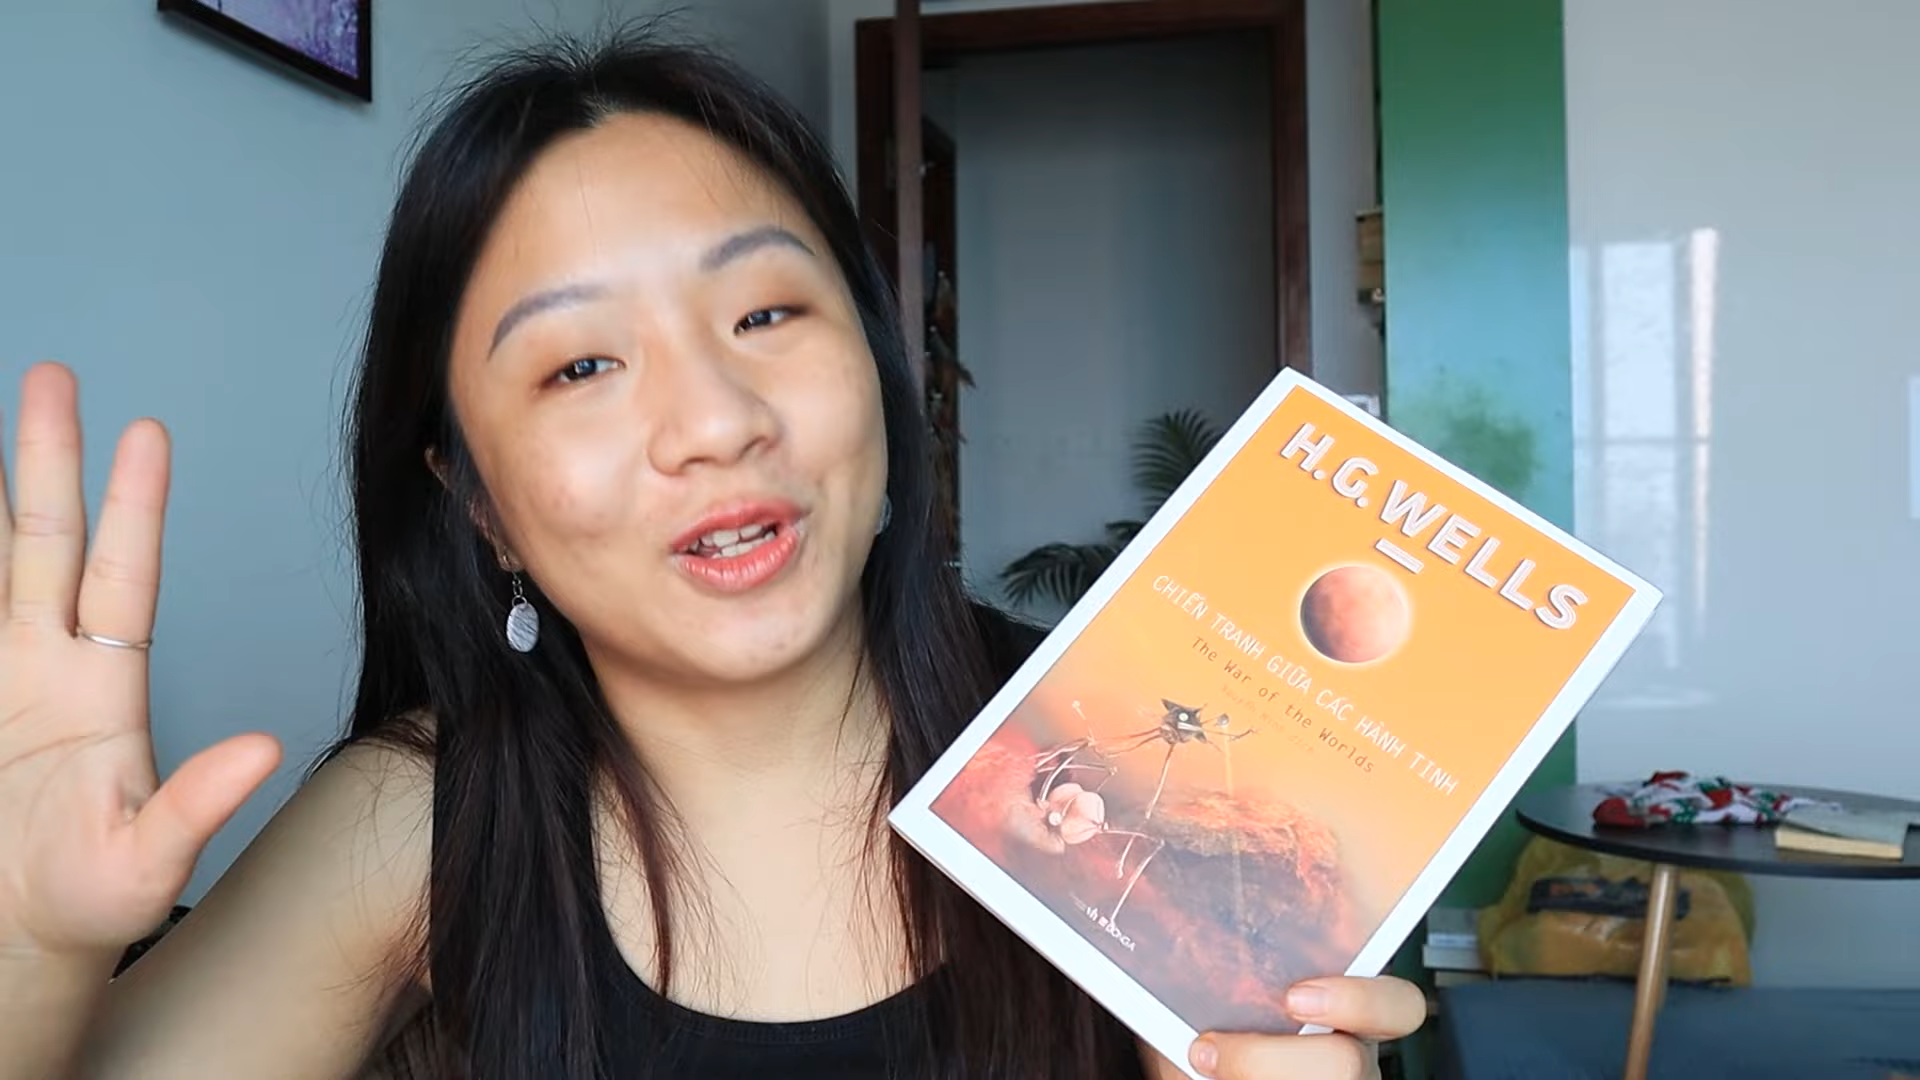 H.G. WELLS
CHIẾN TRANH GIỮA CÁC HÀNH TINH
The War of the Worlds